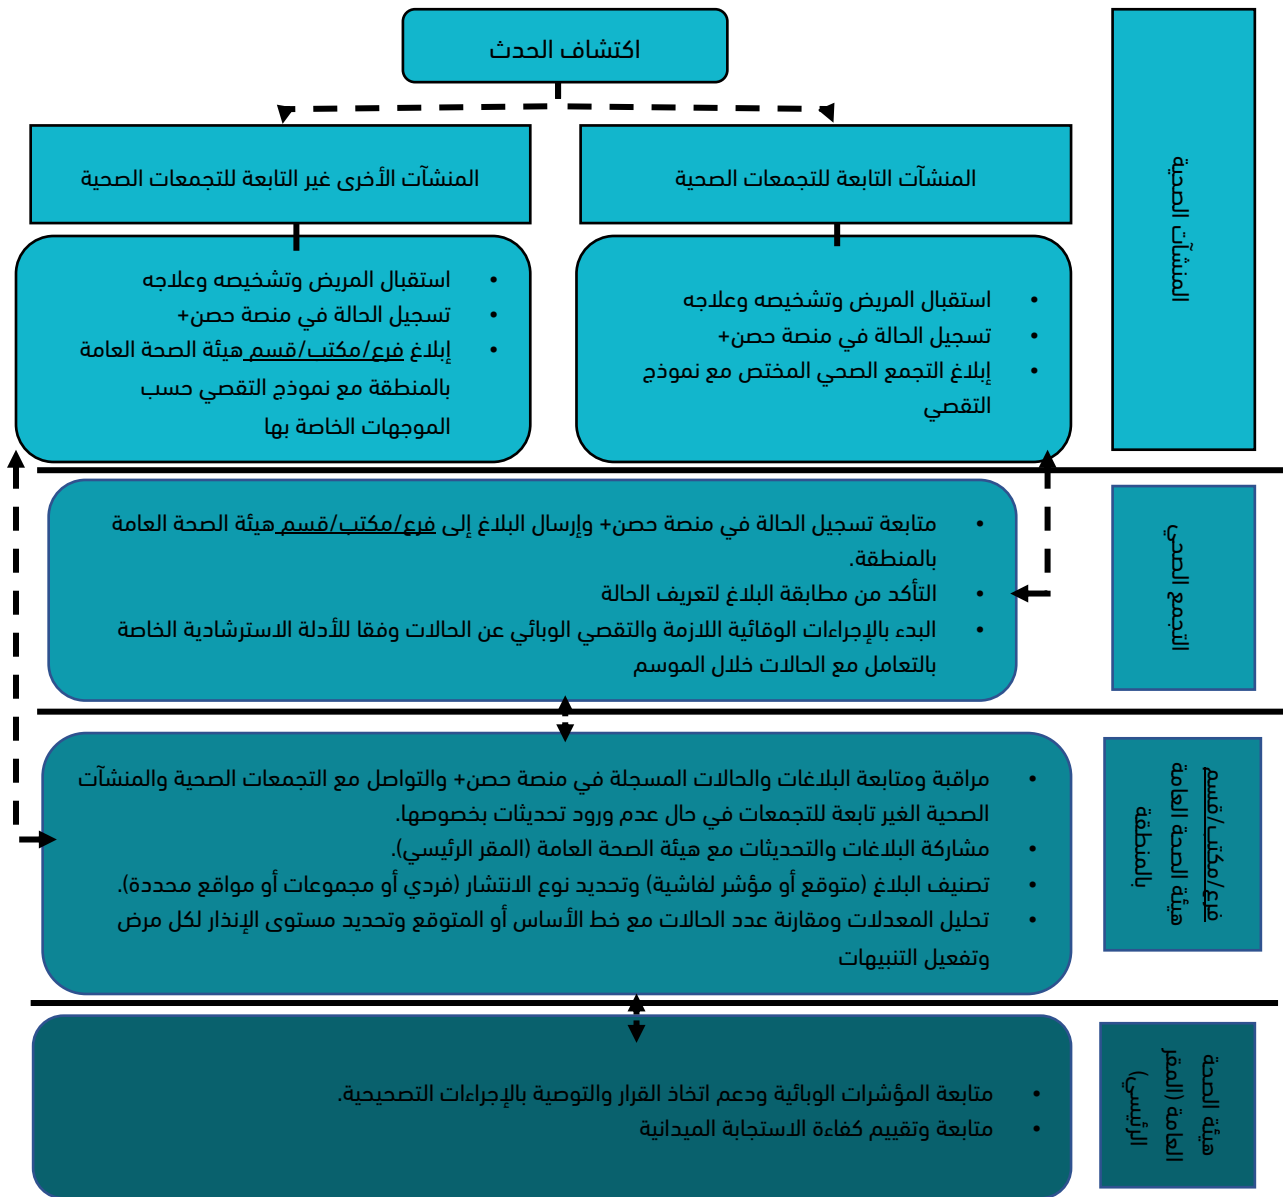 اكتشاف الحدث
المنشآت الصحية
المنشآت التابعة للتجمعات الصحية
المنشآت الأخرى غير التابعة للتجمعات الصحية
• استقبال المريض وتشخيصه وعلاجه
• تسجيل الحالة في منصة حصن+
• إبلاغ التجمع الصحي المختص مع نموذج
التقصي
• استقبال المريض وتشخيصه وعلاجه
• تسجيل الحالة في منصة حصن+
• إبلاغ فرع/مكتب/قسم هيئة الصحة العامة
بالمنطقة مع نموذج التقصي حسب
الموجهات الخاصة بها
التجمع الصحي
• متابعة تسجيل الحالة في منصة حصن+ وإرسال البلاغ إلى فرع/مكتب/قسم هيئة الصحة العامة
بالمنطقة.
• التأكد من مطابقة البلاغ لتعريف الحالة
• البدء بالإجراءات الوقائية اللازمة والتقصي الوبائي عن الحالات وفقا للأدلة الاسترشادية الخاصة
بالتعامل مع الحالات خلال الموسم
فرع/مكتب/قسم
هيئة الصحة العامة
بالمنطقة
• مراقبة ومتابعة البلاغات والحالات المسجلة في منصة حصن+ والتواصل مع التجمعات الصحية والمنشآت
الصحية الغير تابعة للتجمعات في حال عدم ورود تحديثات بخصوصها.
• مشاركة البلاغات والتحديثات مع هيئة الصحة العامة (المقر الرئيسي).
• تصنيف البلاغ (متوقع أو مؤشر لفاشية) وتحديد نوع الانتشار (فردي أو مجموعات أو مواقع محددة).
• تحليل المعدلات ومقارنة عدد الحالات مع خط الأساس أو المتوقع وتحديد مستوى الإنذار لكل مرض
وتفعيل التنبيهات
هيئة الصحة
العامة (المقر
الرئيسي)
• متابعة المؤشرات الوبائية ودعم اتخاذ القرار والتوصية بالإجراءات التصحيحية.
• متابعة وتقييم كفاءة الاستجابة الميدانية